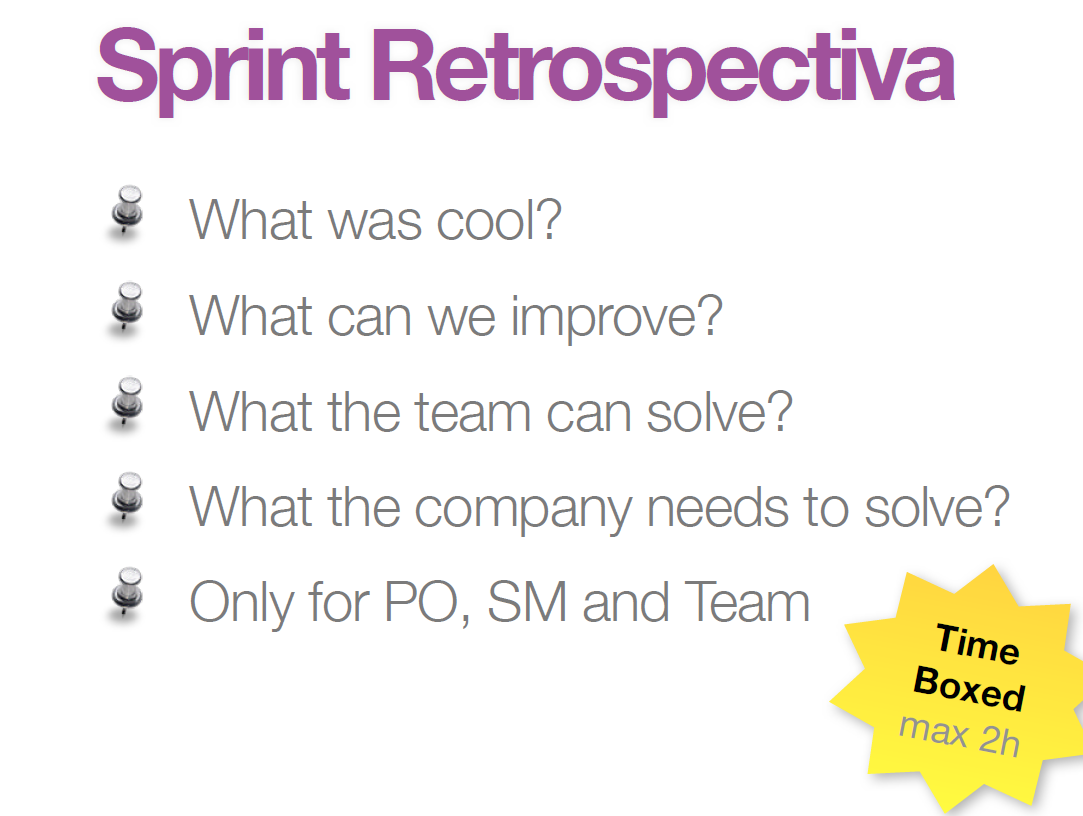 Sprint Retrospectiva
What was cool?
What can we improve?
What the team can solve?
What the company needs to solve?
Only for PO, SM and Team
Time
Boxed
max 2h